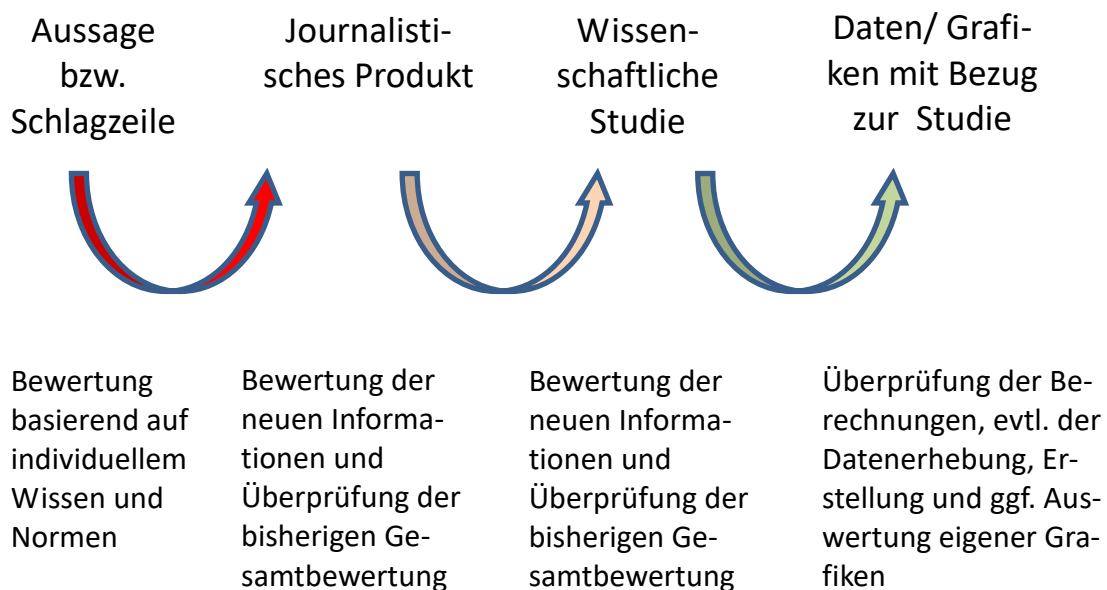 Aussage
bzw.
Schlagzeile
Journalisti-
sches Produkt
Wissen-
schaftliche
Studie
Daten/ Grafi-
ken mit Bezug
zur Studie
Bewertung
basierend auf
individuellem
Wissen und
Normen
Bewertung der
neuen Informa-
tionen und
Überprüfung der
bisherigen Ge-
samtbewertung
Bewertung der
neuen Informa-
tionen und
Überprüfung der
bisherigen Ge-
samtbewertung
Überprüfung der Be-
rechnungen, evtl. der
Datenerhebung, Er-
stellung und ggf. Aus-
wertung eigener Gra-
fiken